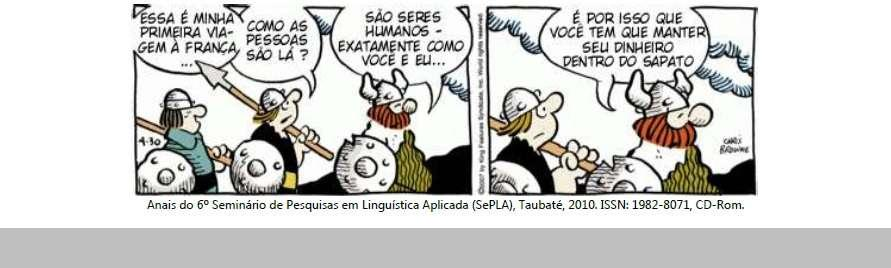 ESSA É MINHA
PRIMEIRA VIA-
GEM À FRANÇA
...
COMO AS
PESSOAS
SÃO LÁ ?
SÃO SERES
HUMANOS -
EXATAMENTE COMO
VOCÊ E EU...
4-30
©2007 by King Features Syndicate, Inc. World rights reserved.
É POR ISSO QUE
VOCÊ TEM QUE MANTER
SEU DINHEIRO
DENTRO DO SAPATO
CHRIS
BROWNE
Anais do 6º Seminário de Pesquisas em Linguística Aplicada (SePLA), Taubaté, 2010. ISSN: 1982-8071, CD-Rom.